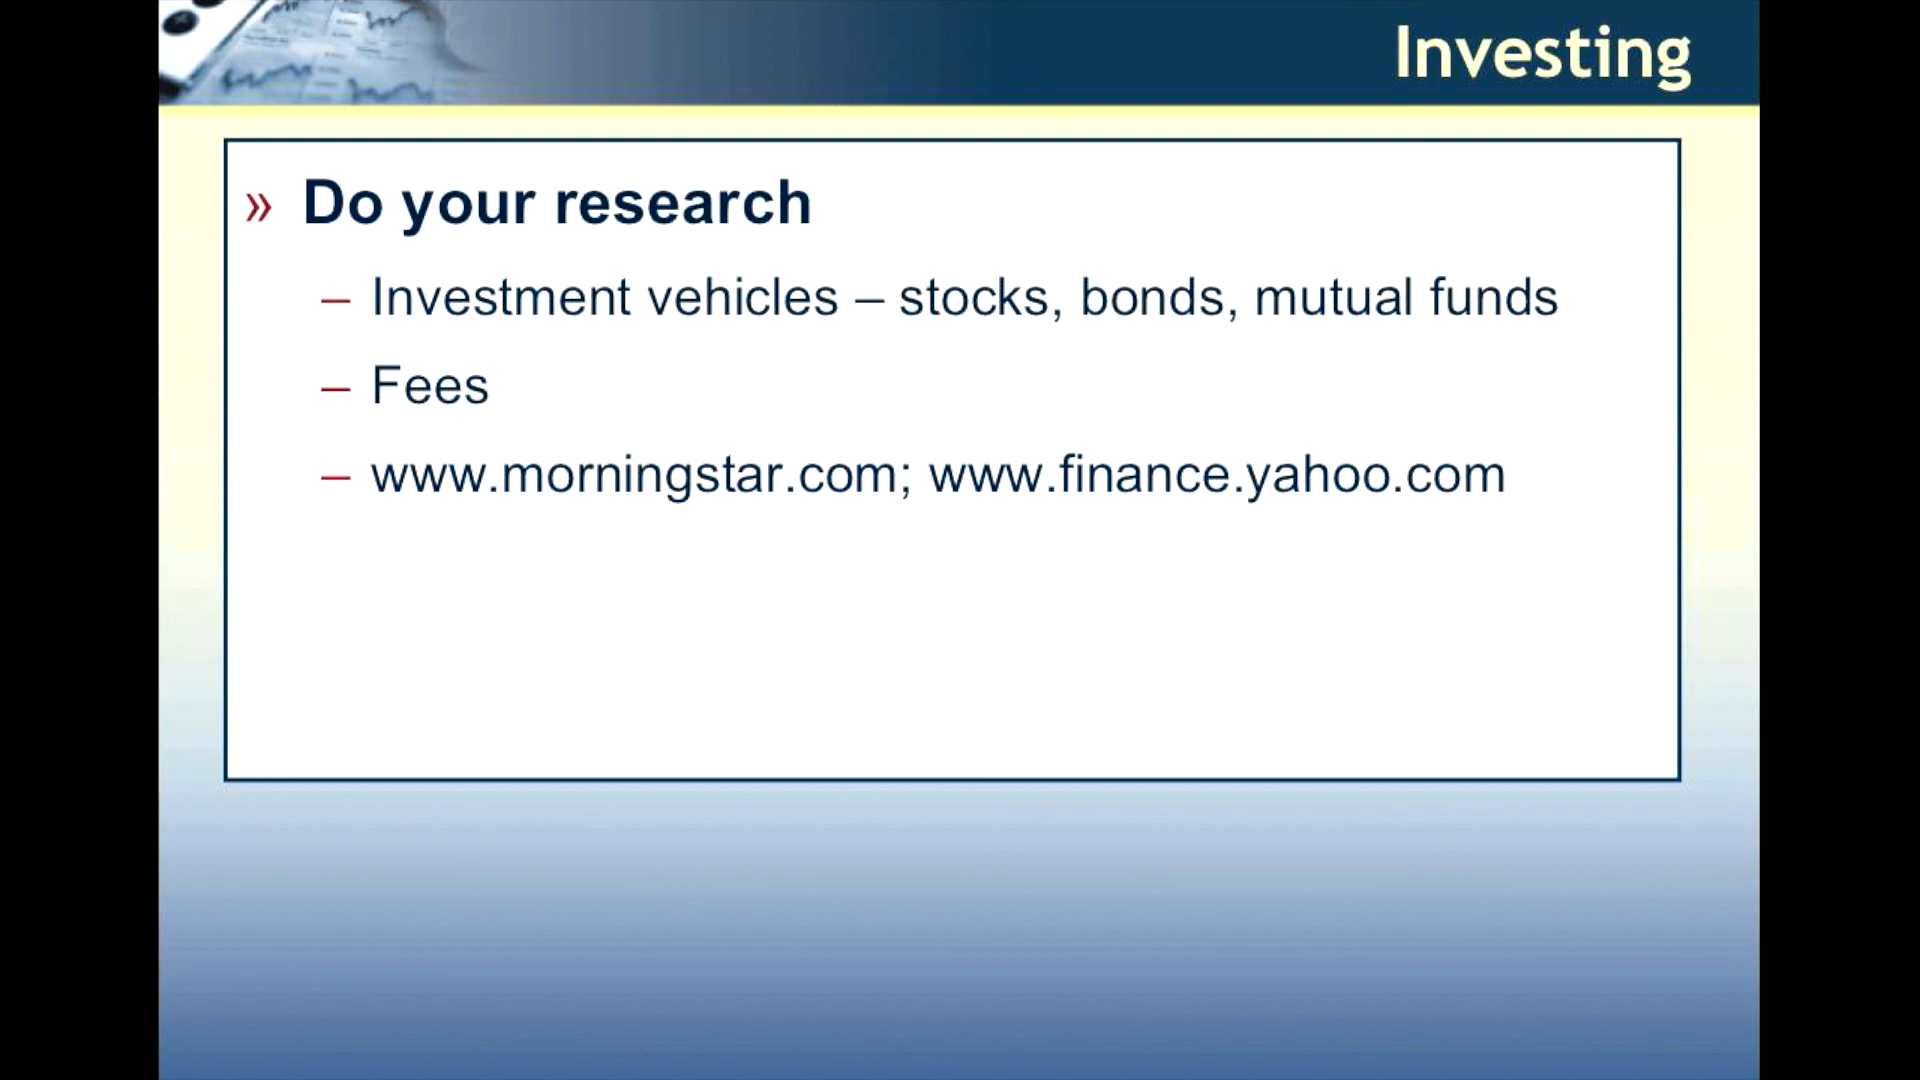 Investing
» Do your research
– Investment vehicles – stocks, bonds, mutual funds
– Fees
– www.morningstar.com; www.finance.yahoo.com